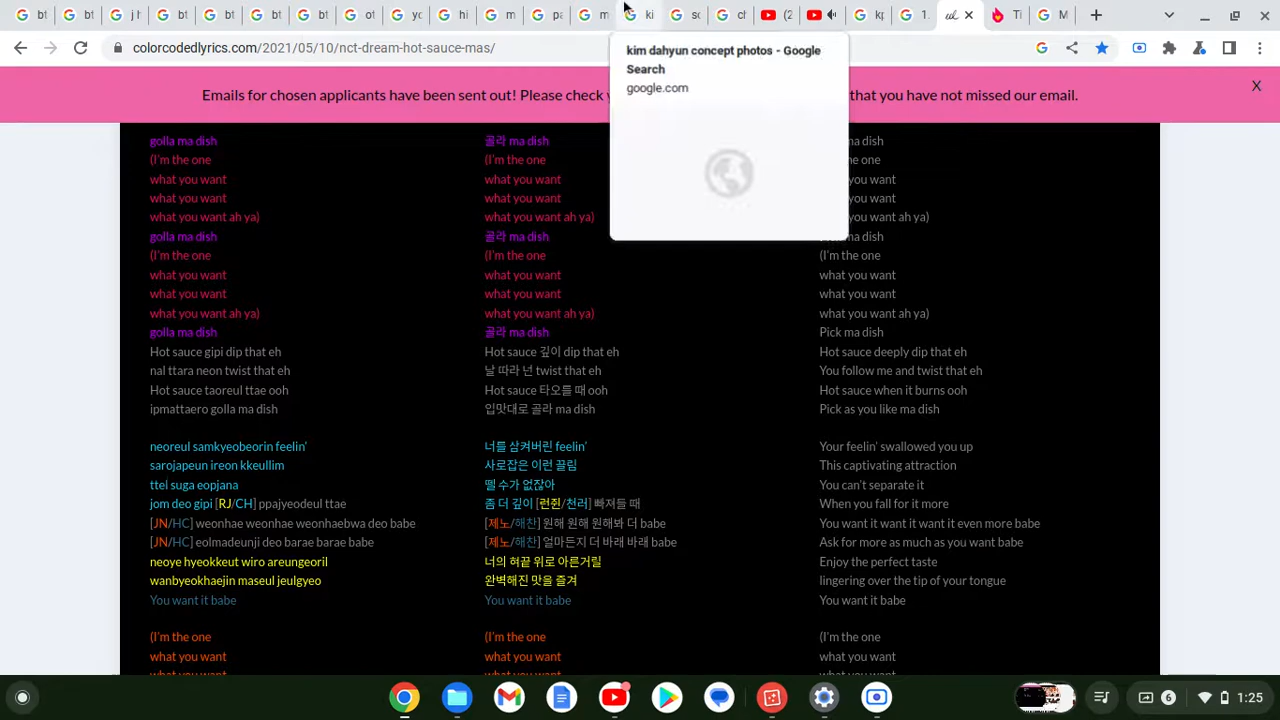 bt
bt
j h
bt
bt
bt
ot
yo
hi
m
pa
m
ki
so
ch
(2
kp
1.
Ti
M
colorcodedlyrics.com/2021/05/10/nct-dream-hot-sauce-mas/
kim dahyun concept photos - Google
Search
google.com
Emails for chosen applicants have been sent out! Please check
that you have not missed our email.
X
golla ma dish
(I'm the one
what you want
what you want
what you want ah ya)
golla ma dish
(I'm the one
what you want
what you want
what you want ah ya)
golla ma dish
Hot sauce gipi dip that eh
nal ttara neon twist that eh
Hot sauce taoreul ttae ooh
ipmattaero golla ma dish
neoreul samkyeobeorin feelin'
sarojapeun ireon kkeullim
ttel suga eopjana
jom deo gipi [RJ/CH] ppajyeodeul ttae
[JN/HC] weonhae weonhae weonhaebwa deo babe
[JN/HC] eolmadeunji deo barae barae babe
neoye hyeokkeut wiro areungeoril
wanbyeokhaejin maseul jeulgyeo
You want it babe
(I'm the one
what you want
골라 ma dish
(I'm the one
what you want
what you want
what you want ah ya)
골라 ma dish
(I'm the one
what you want
what you want
what you want ah ya)
골라 ma dish
Hot sauce 깊이 dip that eh
날 따라 넌 twist that eh
Hot sauce 타오를 때 ooh
입맛대로 골라 ma dish
너를 삼켜버린 feelin'
사로잡은 이런 끌림
뗄 수가 없잖아
좀 더 깊이 [런쥔/천러] 빠져들 때
[제노/해찬] 원해 원해 원해봐 더 babe
[제노/해찬] 얼마든지 더 바래 바래 babe
너의 혀끝 위로 아른거릴
완벽해진 맛을 즐겨
You want it babe
(I'm the one
what you want
ma dish
one
you want
you want
you want ah ya)
ma dish
(I'm the one
what you want
what you want
what you want ah ya)
Pick ma dish
Hot sauce deeply dip that eh
You follow me and twist that eh
Hot sauce when it burns ooh
Pick as you like ma dish
Your feelin' swallowed you up
This captivating attraction
You can't separate it
When you fall for it more
You want it want it want it even more babe
Ask for more as much as you want babe
Enjoy the perfect taste
lingering over the tip of your tongue
You want it babe
(I'm the one
what you want
6
1:25